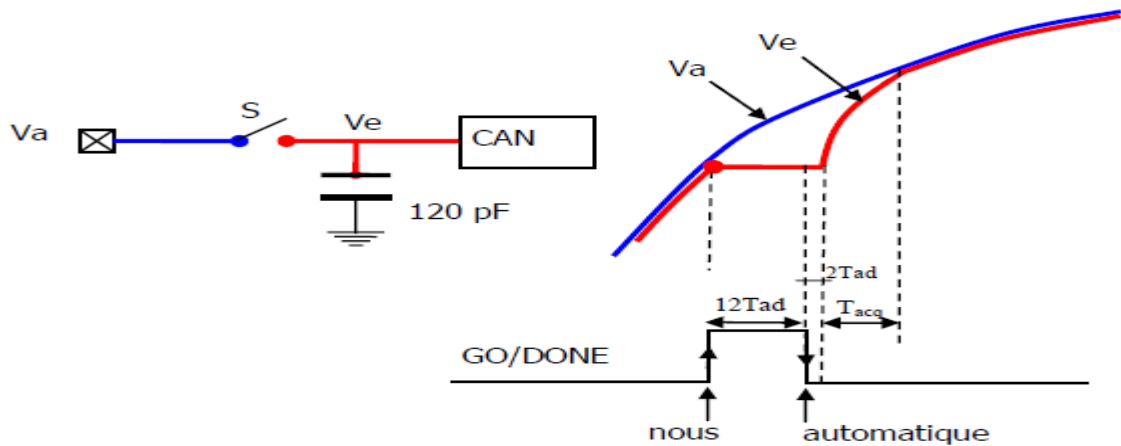 Va
S
Ve
CAN
120 pF
Va
Ve
2Tad
12Tad
Tacq
GO/DONE
nous
automatique